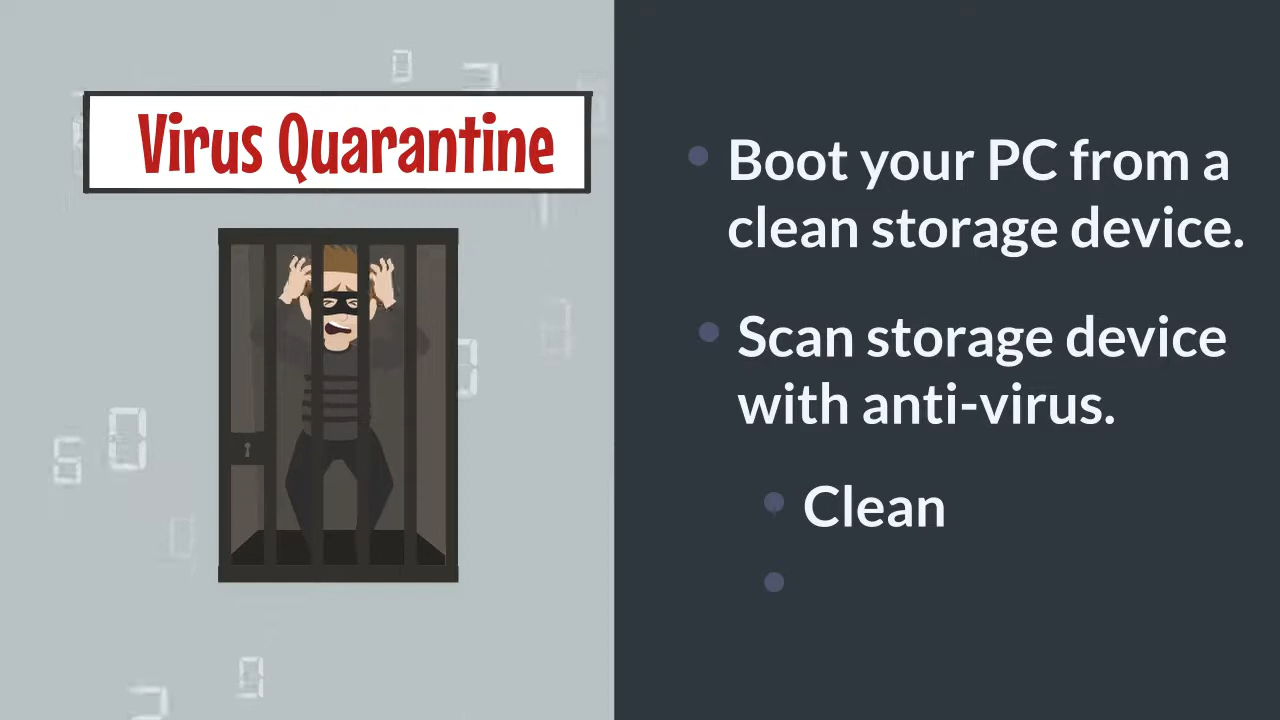 Virus Quarantine
Boot your PC from a
clean storage device.
Scan storage device
with anti-virus.
Clean